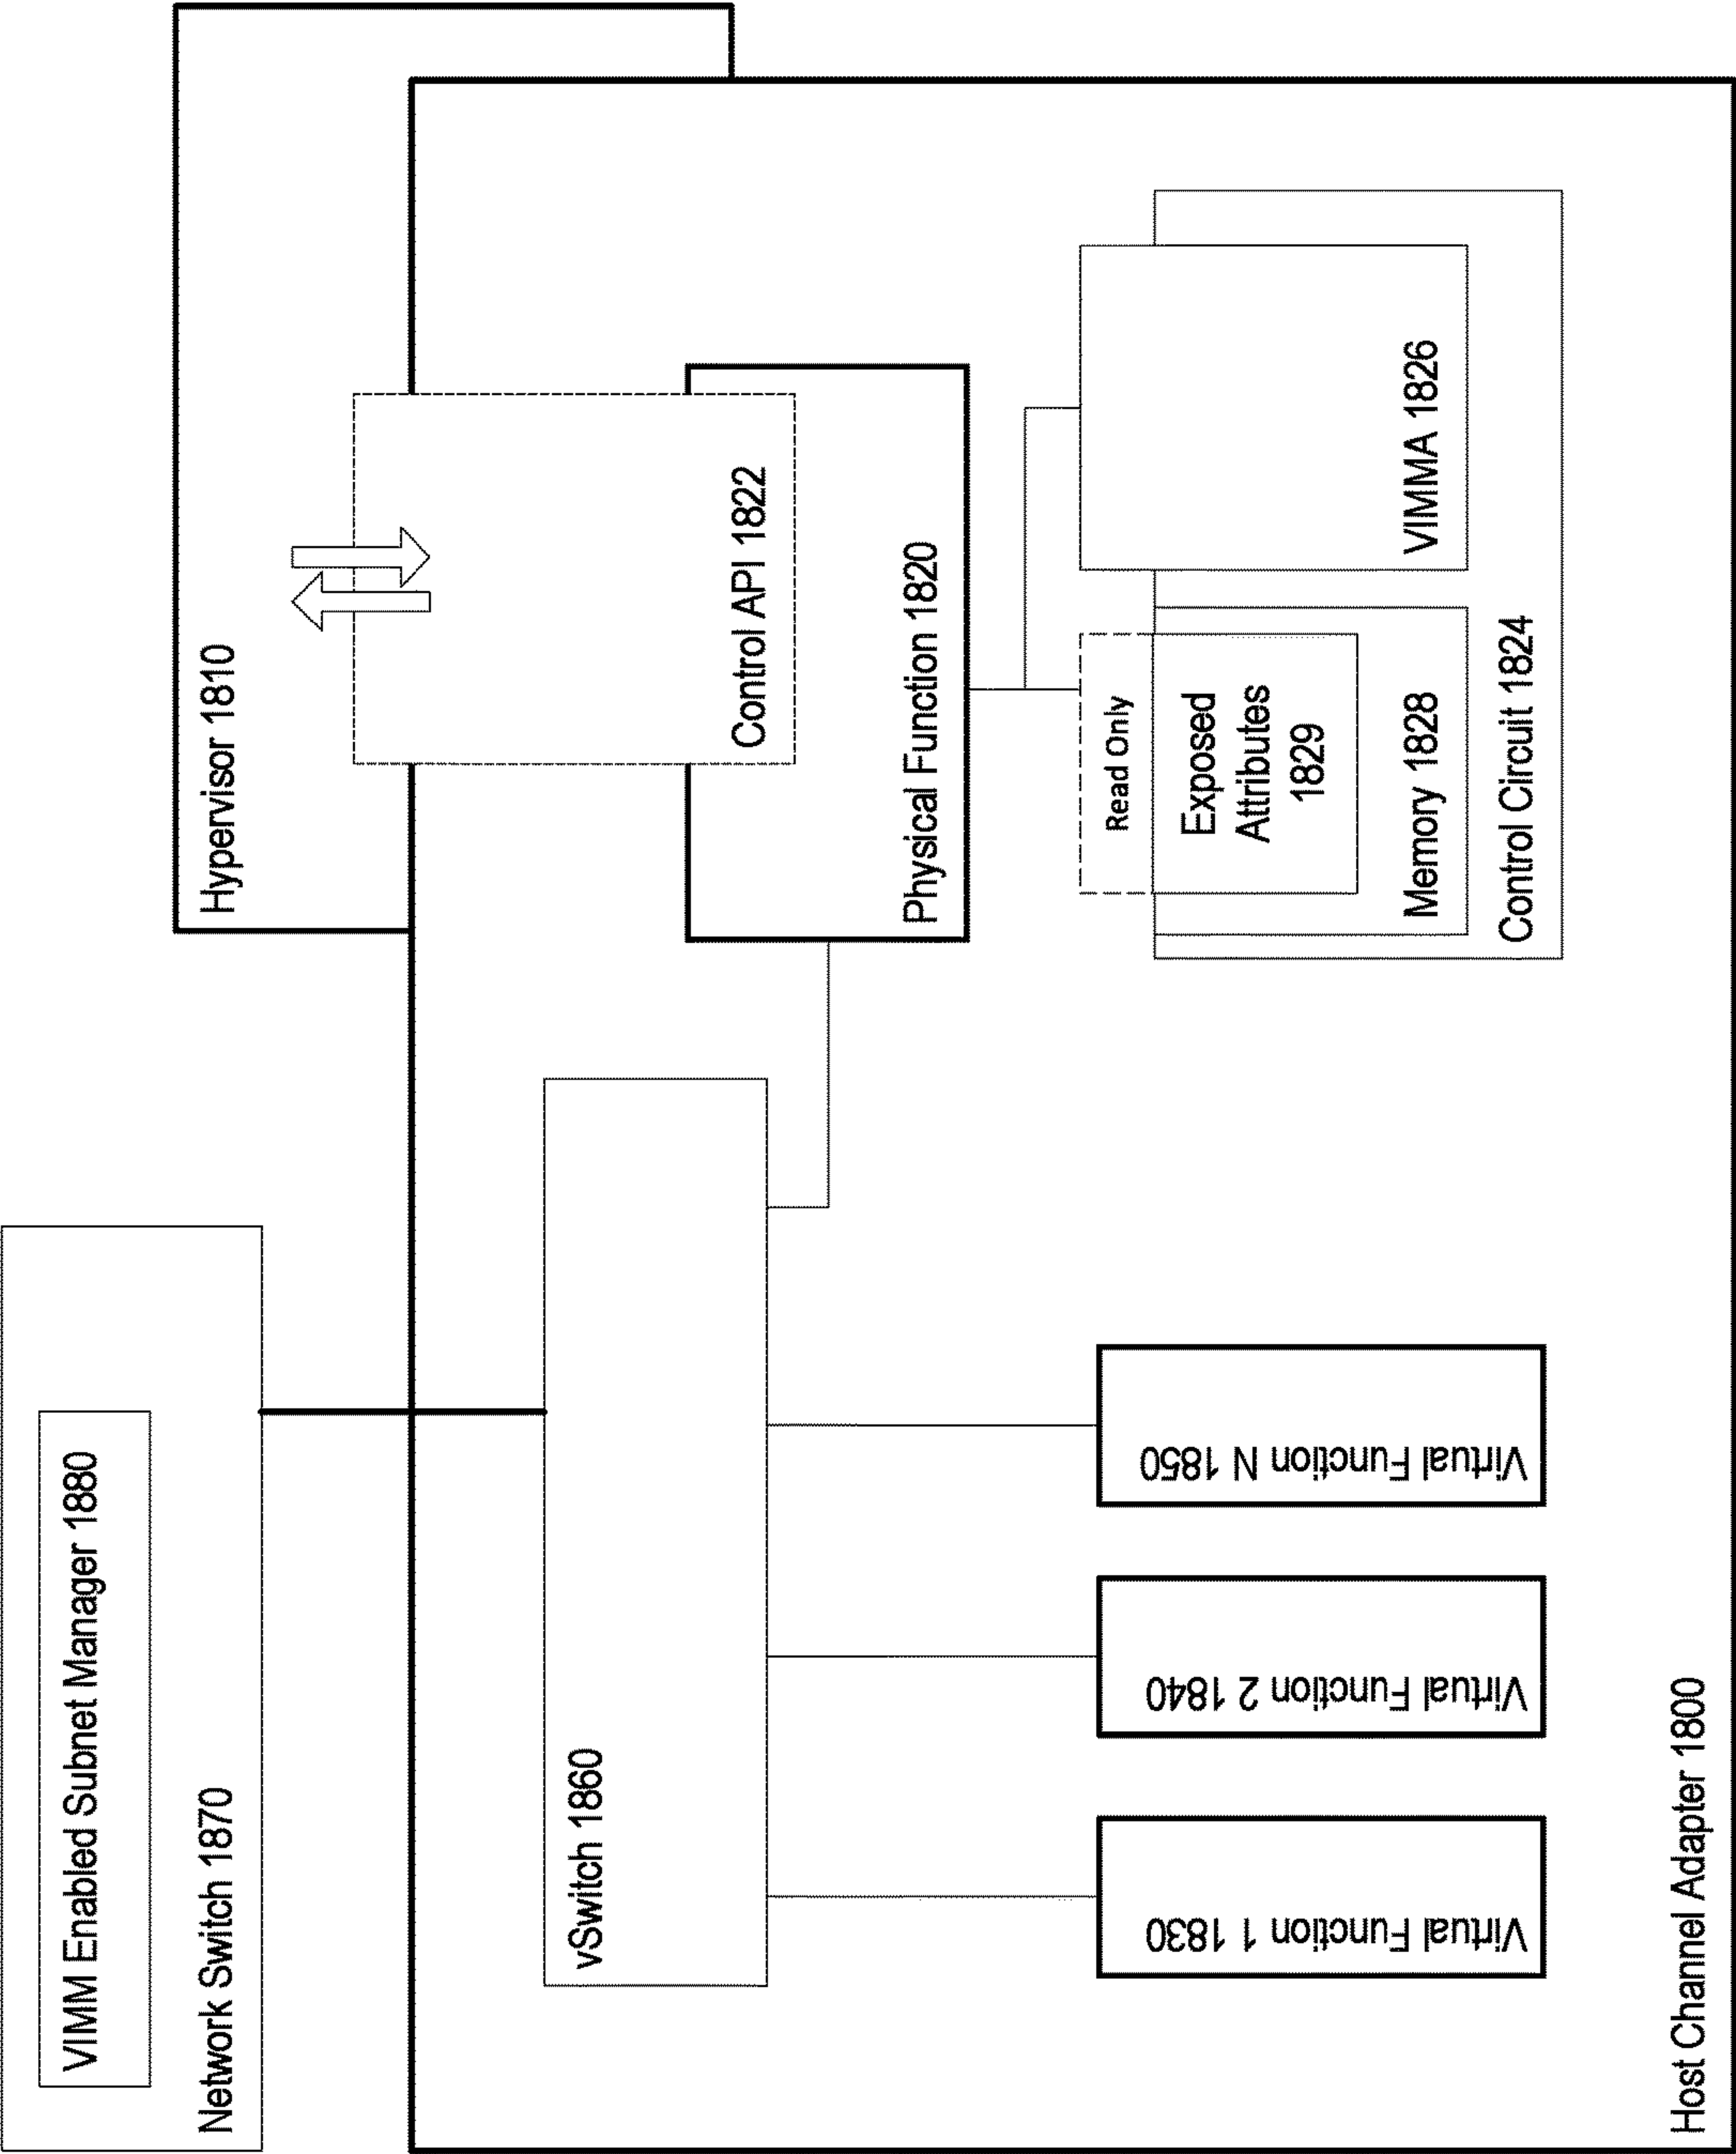 VIMM Enabled Subnet Manager 1880
Network Switch 1870
Hypervisor 1810
vSwitch 1860
Control API 1822
Physical Function 1820
Virtual Function 1 1830
Virtual Function 2 1840
Virtual Function N 1850
Read Only
Exposed
Attributes
1829
Memory 1828
VIMMA 1826
Control Circuit 1824
Host Channel Adapter 1800